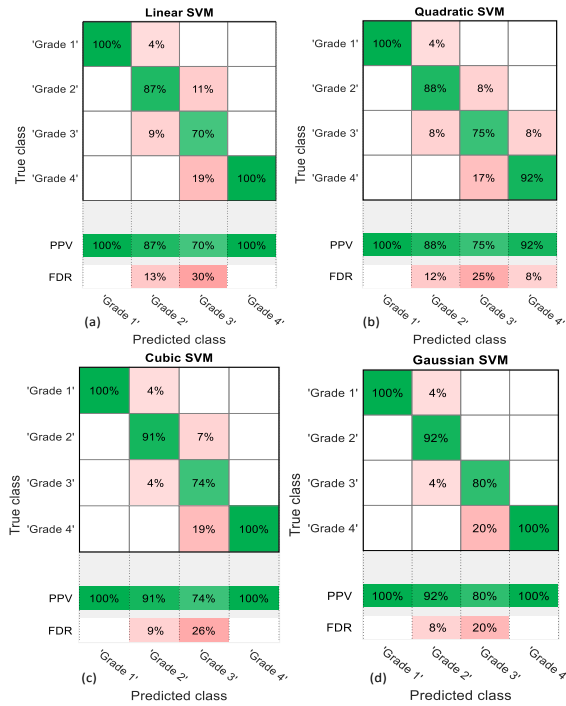 Linear SVM
'Grade 1' 100% 4%
'Grade 2' 87% 11%
'Grade 3' 9% 70%
'Grade 4' 19% 100%
True class
PPV 100% 87% 70% 100%
FDR 13% 30%
'Grade 1' 'Grade 2' 'Grade 3' 'Grade 4'
(a)
Predicted class
Quadratic SVM
'Grade 1' 100% 4%
'Grade 2' 88% 8%
'Grade 3' 8% 75% 8%
'Grade 4' 17% 92%
True class
PPV 100% 88% 75% 92%
FDR 12% 25% 8%
'Grade 1' 'Grade 2' 'Grade 3' 'Grade 4'
(b)
Predicted class
Cubic SVM
'Grade 1' 100% 4%
'Grade 2' 91% 7%
'Grade 3' 4% 74%
'Grade 4' 19% 100%
True class
PPV 100% 91% 74% 100%
FDR 9% 26%
'Grade 1' 'Grade 2' 'Grade 3' 'Grade 4'
(c)
Predicted class
Gaussian SVM
'Grade 1' 100% 4%
'Grade 2' 92%
'Grade 3' 4% 80%
'Grade 4' 20% 100%
True class
PPV 100% 92% 80% 100%
FDR 8% 20%
'Grade 1' 'Grade 2' 'Grade 3' 'Grade 4
(d)
Predicted class